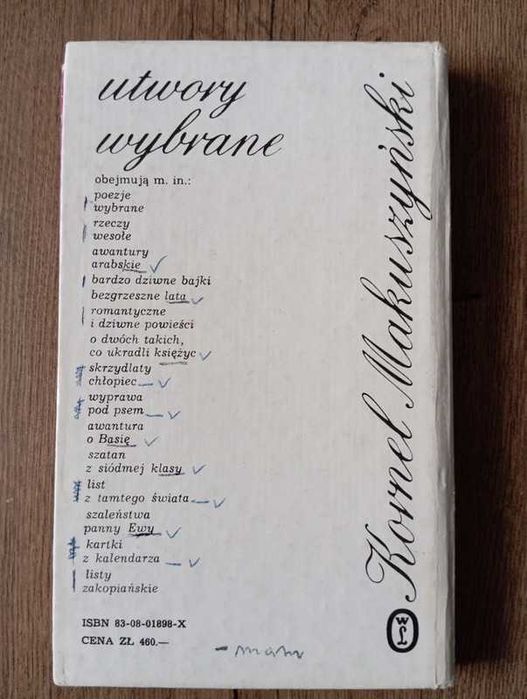 utwory
wybrane
obejmują m. in.:
poezje
wybrane
rzeczy
wesołe
awantury
arabskie
bardzo dziwne bajki
bezgrzeszne lata
romantyczne
i dziwne powieści
o dwóch takich,
co ukradli księżyc
skrzydlaty
chłopiec
wyprawa
pod psem
awantura
o Basię
szatan
z siódmej klasy
list
z tamtego świata
szaleństwa
panny Ewy
kartki
z kalendarza
listy
zakopiańskie
ISBN 83-08-01898-X
CENA ZŁ 460.—
Kornel Makuszyński
WL